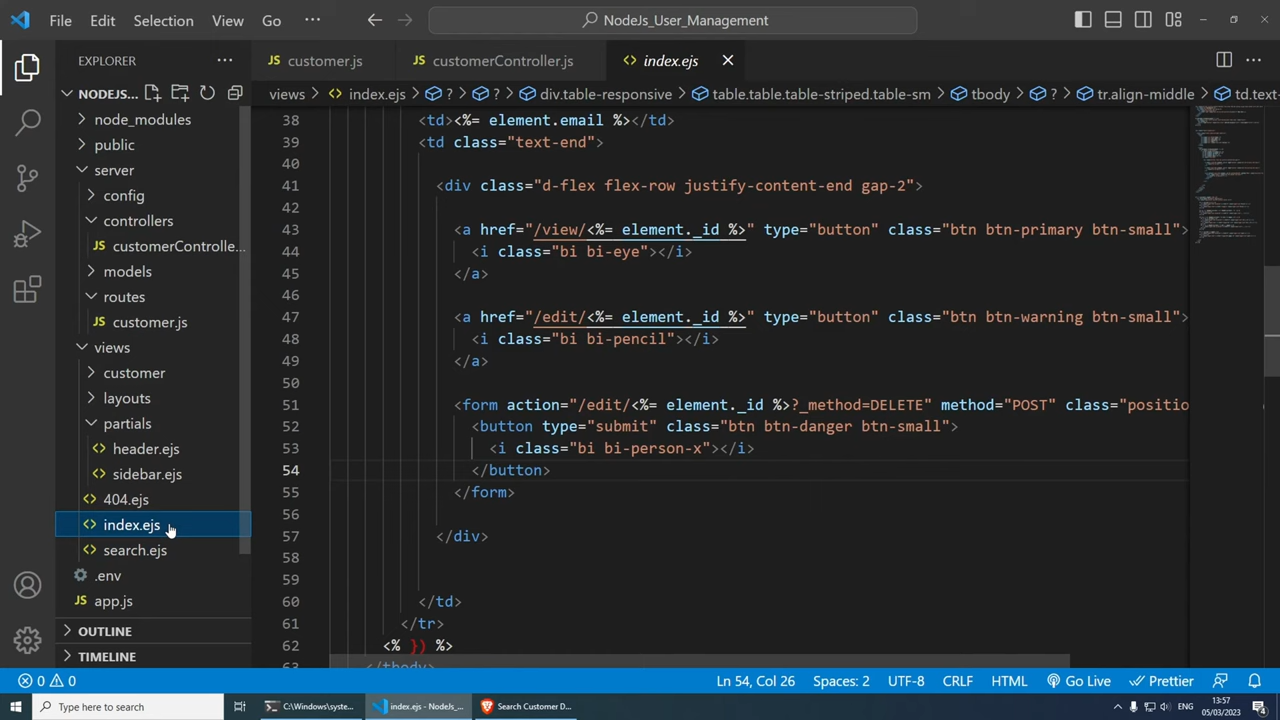 File Edit Selection View Go ··· NodeJs_User_Management
EXPLORER ···
customer.js customerController.js index.ejs
NODEJS...
views > index.ejs > ? > ? > div.table-responsive > table.table.table-striped.table-sm > tbody > ? > tr.align-middle > td.text-
node_modules
public
server
config
controllers
customerControlle...
models
routes
customer.js
views
customer
layouts
partials
header.ejs
sidebar.ejs
404.ejs
index.ejs
search.ejs
.env
app.js
OUTLINE
TIMELINE
38 <td><%= element.email %></td>
39 <td class="text-end">
40
41 <div class="d-flex flex-row justify-content-end gap-2">
42
43 <a href="/view/<%= element._id %>" type="button" class="btn btn-primary btn-small">
44 <i class="bi bi-eye"></i>
45 </a>
46
47 <a href="/edit/<%= element._id %>" type="button" class="btn btn-warning btn-small">
48 <i class="bi bi-pencil"></i>
49 </a>
50
51 <form action="/edit/<%= element._id %>?_method=DELETE" method="POST" class="positio
52 <button type="submit" class="btn btn-danger btn-small">
53 <i class="bi bi-person-x"></i>
54 </button>
55 </form>
56
57 </div>
58
59
60 </td>
61 </tr>
62 <% }) %>
63 </tbody>
0 0 Ln 54, Col 26 Spaces: 2 UTF-8 CRLF HTML Go Live Prettier
Type here to search C:\Windows\syste... index.ejs - NodeJs_... Search Customer D... ENG 13:57
05/03/2023 4